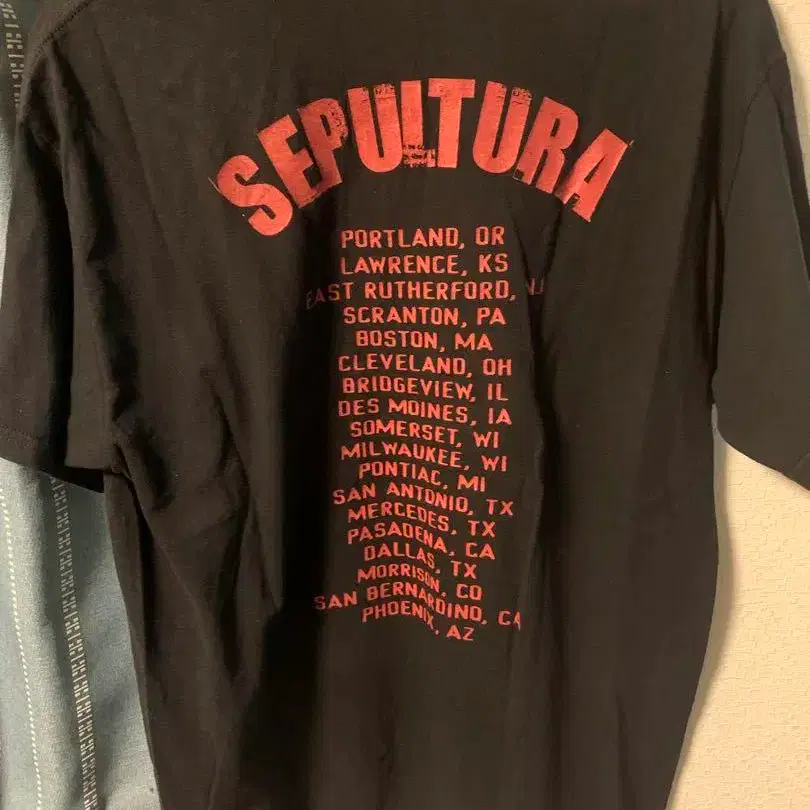 SEPULTURA
PORTLAND, OR
LAWRENCE, KS
EAST RUTHERFORD, NJ
SCRANTON, PA
BOSTON, MA
CLEVELAND, OH
BRIDGEVIEW, IL
DES MOINES, IA
SOMERSET, WI
MILWAUKEE, WI
PONTIAC, MI
SAN ANTONIO, TX
MERCEDES, TX
PASADENA, CA
DALLAS, TX
MORRISON, CO
SAN BERNARDINO, CA
PHOENIX, AZ